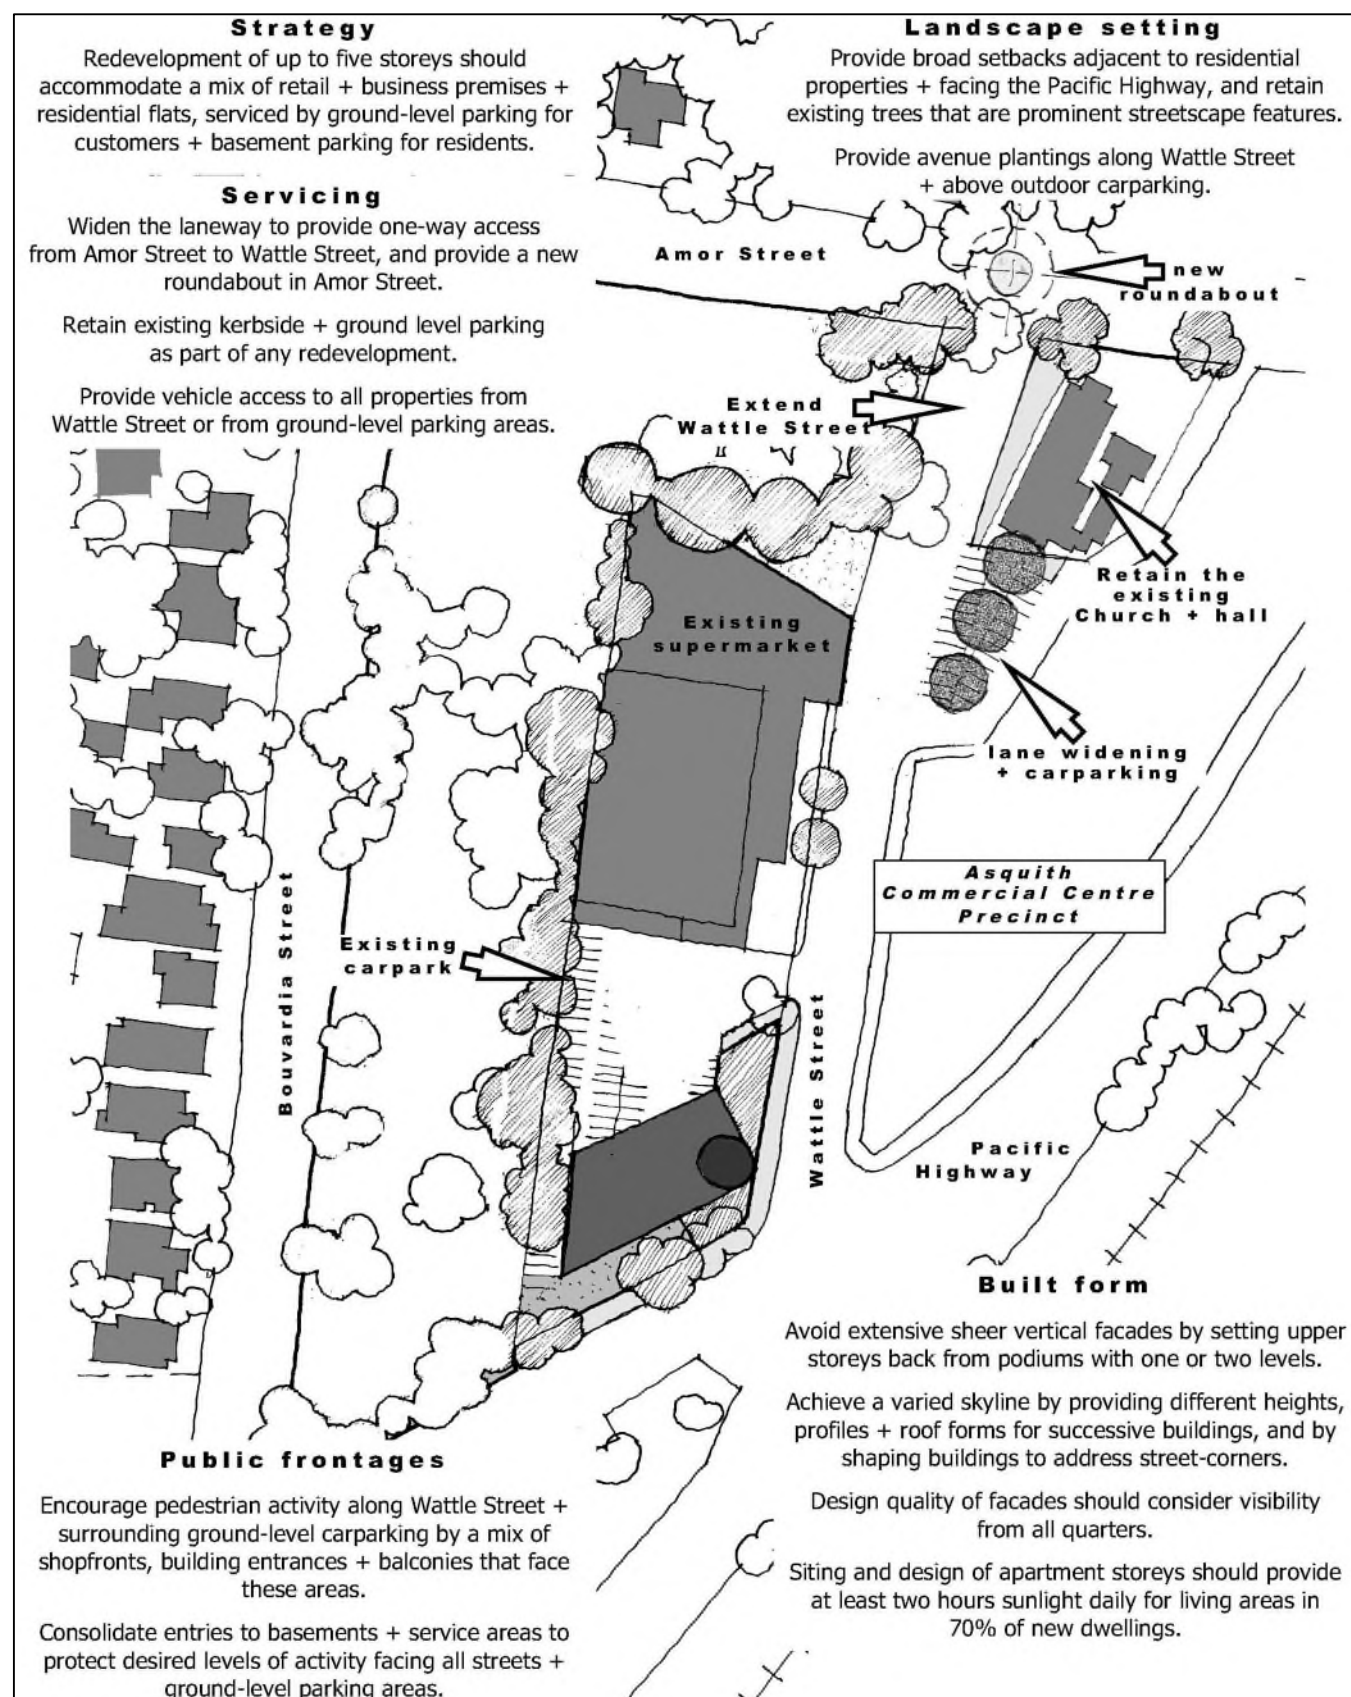 Strategy
Redevelopment of up to five storeys should
accommodate a mix of retail + business premises +
residential flats, serviced by ground-level parking for
customers + basement parking for residents.
Servicing
Widen the laneway to provide one-way access
from Amor Street to Wattle Street, and provide a new
roundabout in Amor Street.
Retain existing kerbside + ground level parking
as part of any redevelopment.
Provide vehicle access to all properties from
Wattle Street or from ground-level parking areas.
Landscape setting
Provide broad setbacks adjacent to residential
properties + facing the Pacific Highway, and retain
existing trees that are prominent streetscape features.
Provide avenue plantings along Wattle Street
+ above outdoor carparking.
Amor Street
new
roundabout
Extend
Wattle Street
Retain the
existing
Church + hall
Existing
supermarket
lane widening
+ carparking
Asquith
Commercial Centre
Precinct
Existing
carpark
Bouvardia Street
Wattle Street
Pacific
Highway
Public frontages
Encourage pedestrian activity along Wattle Street +
surrounding ground-level carparking by a mix of
shopfronts, building entrances + balconies that face
these areas.
Consolidate entries to basements + service areas to
protect desired levels of activity facing all streets +
ground-level parking areas.
Built form
Avoid extensive sheer vertical facades by setting upper
storeys back from podiums with one or two levels.
Achieve a varied skyline by providing different heights,
profiles + roof forms for successive buildings, and by
shaping buildings to address street-corners.
Design quality of facades should consider visibility
from all quarters.
Siting and design of apartment storeys should provide
at least two hours sunlight daily for living areas in
70% of new dwellings.